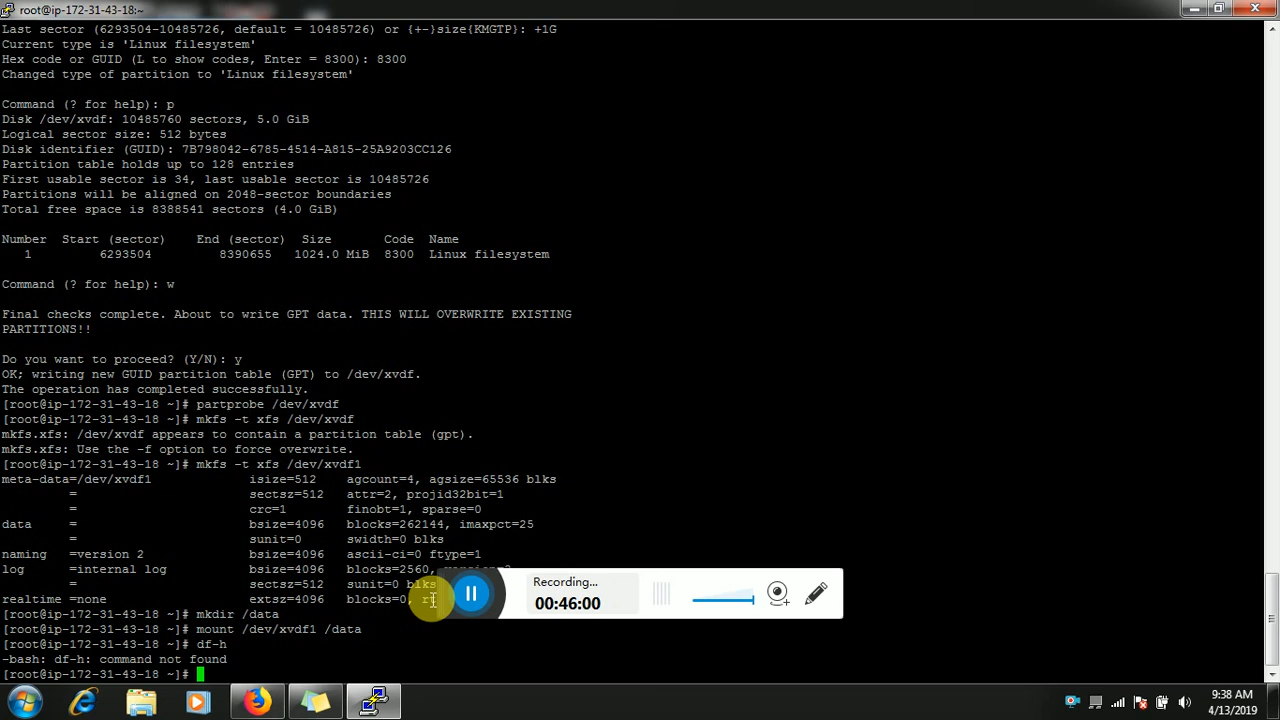 root@ip-172-31-43-18:~
Last sector (6293504-10485726, default = 10485726) or {+-}size{KMGTP}: +1G
Current type is 'Linux filesystem'
Hex code or GUID (L to show codes, Enter = 8300): 8300
Changed type of partition to 'Linux filesystem'
Command (? for help): p
Disk /dev/xvdf: 10485760 sectors, 5.0 GiB
Logical sector size: 512 bytes
Disk identifier (GUID): 7B798042-6785-4514-A815-25A9203CC126
Partition table holds up to 128 entries
First usable sector is 34, last usable sector is 10485726
Partitions will be aligned on 2048-sector boundaries
Total free space is 8388541 sectors (4.0 GiB)
Number Start (sector) End (sector) Size Code Name
1 6293504 8390655 1024.0 MiB 8300 Linux filesystem
Command (? for help): w
Final checks complete. About to write GPT data. THIS WILL OVERWRITE EXISTING
PARTITIONS!!
Do you want to proceed? (Y/N): y
OK; writing new GUID partition table (GPT) to /dev/xvdf.
The operation has completed successfully.
[root@ip-172-31-43-18 ~]# partprobe /dev/xvdf
[root@ip-172-31-43-18 ~]# mkfs -t xfs /dev/xvdf
mkfs.xfs: /dev/xvdf appears to contain a partition table (gpt).
mkfs.xfs: Use the -f option to force overwrite.
[root@ip-172-31-43-18 ~]# mkfs -t xfs /dev/xvdf1
meta-data=/dev/xvdf1 isize=512 agcount=4, agsize=65536 blks
= sectsz=512 attr=2, projid32bit=1
= crc=1 finobt=1, sparse=0
data = bsize=4096 blocks=262144, imaxpct=25
= sunit=0 swidth=0 blks
naming =version 2 bsize=4096 ascii-ci=0 ftype=1
log =internal log bsize=4096 blocks=2560,
= sectsz=512 sunit=0 blks
realtime =none extsz=4096 blocks=0,
[root@ip-172-31-43-18 ~]# mkdir /data
[root@ip-172-31-43-18 ~]# mount /dev/xvdf1 /data
[root@ip-172-31-43-18 ~]# df-h
-bash: df-h: command not found
[root@ip-172-31-43-18 ~]#
Recording...
00:46:00
9:38 AM
4/13/2019